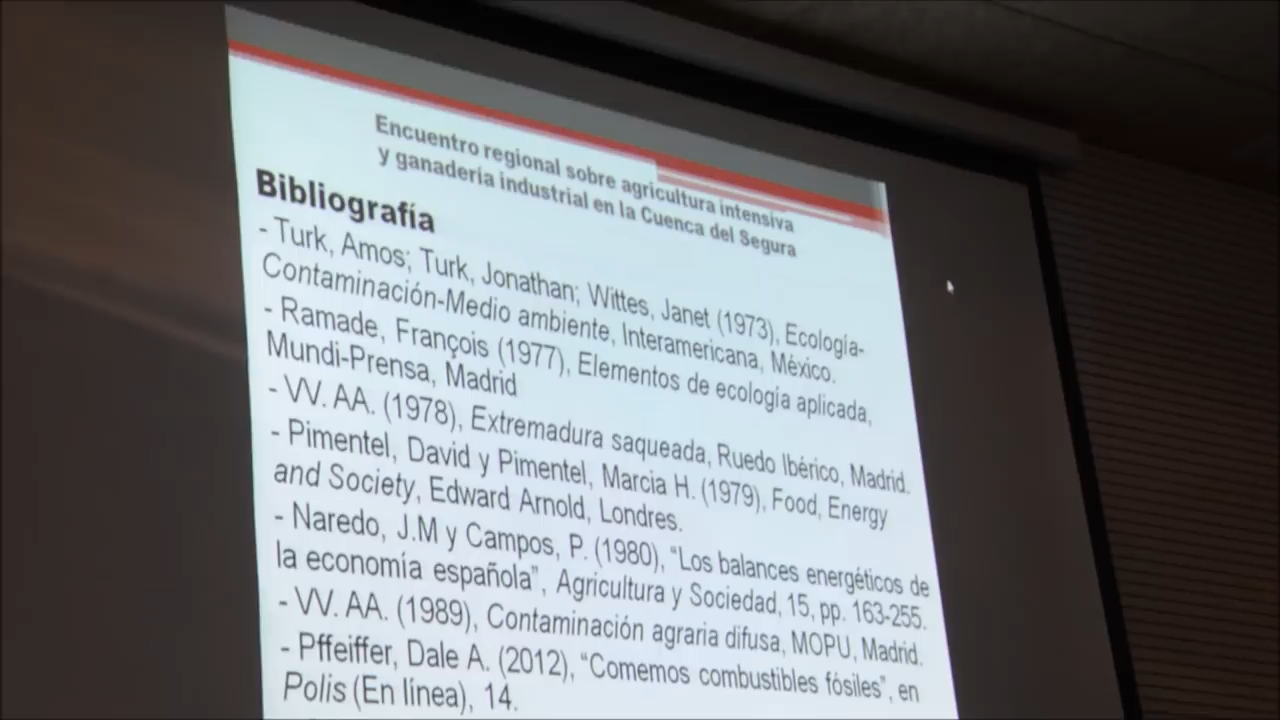 Encuentro regional sobre agricultura intensiva
y ganadería industrial en la Cuenca del Segura
Bibliografía
- Turk, Amos; Turk, Jonathan; Wittes, Janet (1973), Ecología-
Contaminación-Medio ambiente, Interamericana, México.
- Ramade, François (1977), Elementos de ecología aplicada,
Mundi-Prensa, Madrid
- VV. AA. (1978), Extremadura saqueada, Ruedo Ibérico, Madrid.
- Pimentel, David y Pimentel, Marcia H. (1979), Food, Energy
and Society, Edward Arnold, Londres.
- Naredo, J.M y Campos, P. (1980), “Los balances energéticos de
la economía española”, Agricultura y Sociedad, 15, pp. 163-255.
- VV. AA. (1989), Contaminación agraria difusa, MOPU, Madrid.
- Pffeiffer, Dale A. (2012), “Comemos combustibles fósiles”, en
Polis (En línea), 14.